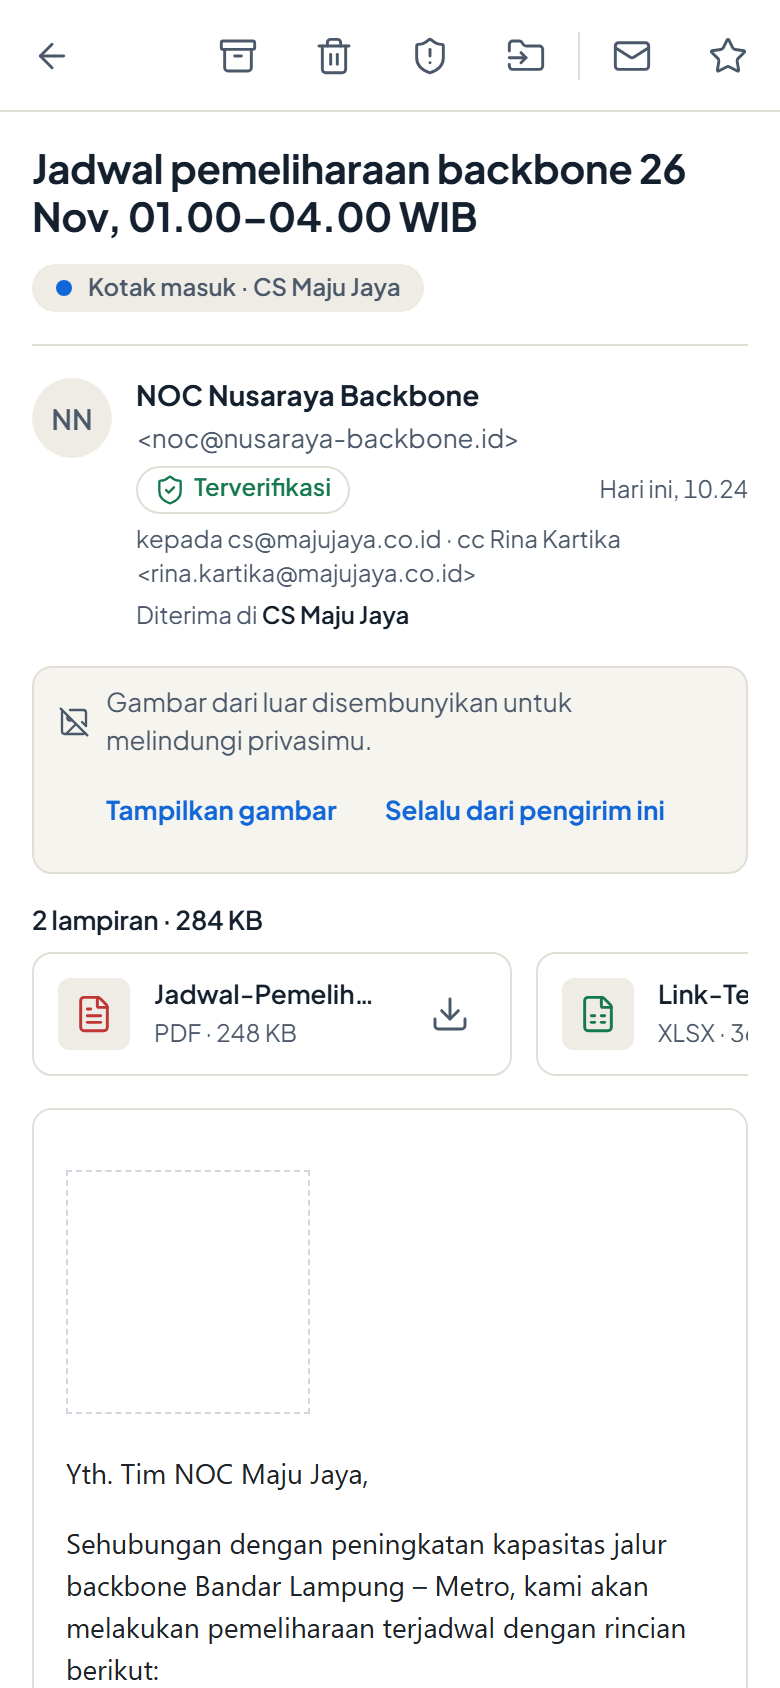 Jadwal pemeliharaan backbone 26
Nov, 01.00–04.00 WIB
Kotak masuk · CS Maju Jaya
NN
NOC Nusaraya Backbone
<noc@nusaraya-backbone.id>
Terverifikasi
Hari ini, 10.24
kepada cs@majujaya.co.id · cc Rina Kartika
<rina.kartika@majujaya.co.id>
Diterima di CS Maju Jaya
Gambar dari luar disembunyikan untuk
melindungi privasimu.
Tampilkan gambar
Selalu dari pengirim ini
2 lampiran · 284 KB
Jadwal-Pemelih...
PDF · 248 KB
Link-Te
XLSX · 36
Yth. Tim NOC Maju Jaya,
Sehubungan dengan peningkatan kapasitas jalur
backbone Bandar Lampung – Metro, kami akan
melakukan pemeliharaan terjadwal dengan rincian
berikut: